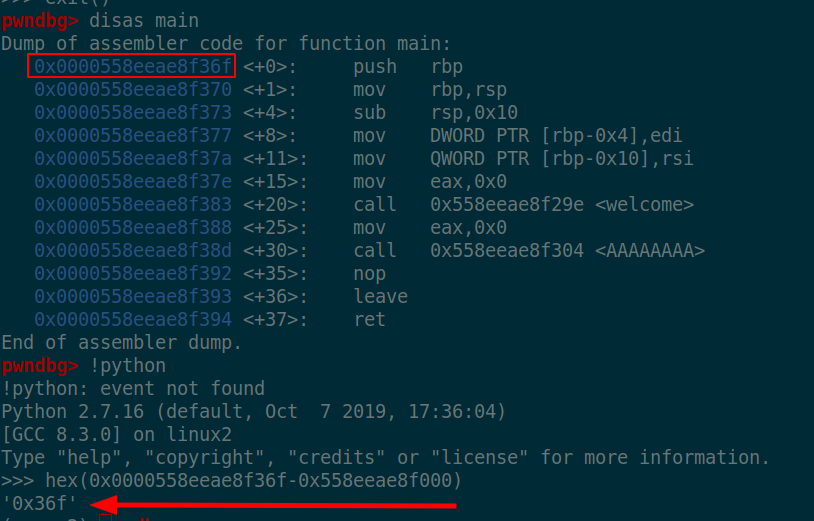 >>> exit()
pwndbg> disas main
Dump of assembler code for function main:
0x0000558eeae8f36f <+0>: push rbp
0x0000558eeae8f370 <+1>: mov rbp,rsp
0x0000558eeae8f373 <+4>: sub rsp,0x10
0x0000558eeae8f377 <+8>: mov DWORD PTR [rbp-0x4],edi
0x0000558eeae8f37a <+11>: mov QWORD PTR [rbp-0x10],rsi
0x0000558eeae8f37e <+15>: mov eax,0x0
0x0000558eeae8f383 <+20>: call 0x558eeae8f29e <welcome>
0x0000558eeae8f388 <+25>: mov eax,0x0
0x0000558eeae8f38d <+30>: call 0x558eeae8f304 <AAAAAAAA>
0x0000558eeae8f392 <+35>: nop
0x0000558eeae8f393 <+36>: leave
0x0000558eeae8f394 <+37>: ret
End of assembler dump.
pwndbg> !python
!python: event not found
Python 2.7.16 (default, Oct  7 2019, 17:36:04)
[GCC 8.3.0] on linux2
Type "help", "copyright", "credits" or "license" for more information.
>>> hex(0x0000558eeae8f36f-0x558eeae8f000)
'0x36f'